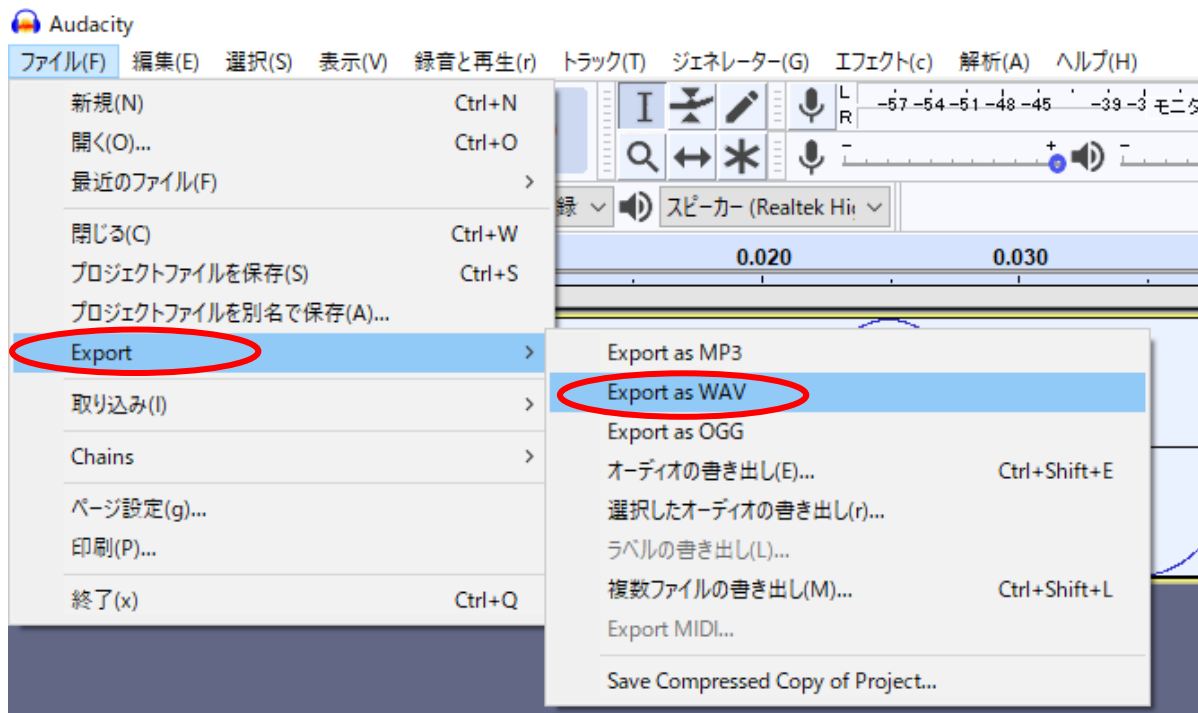 Audacity
ファイル(F) 編集(E) 選択(S) 表示(V) 録音と再生(r) トラック(T) ジェネレーター(G) エフェクト(c) 解析(A) ヘルプ(H)
新規(N) Ctrl+N
開く(O)... Ctrl+O
最近のファイル(F)
閉じる(C) Ctrl+W
プロジェクトファイルを保存(S) Ctrl+S
プロジェクトファイルを別名で保存(A)...
Export
取り込み(I)
Chains
ページ設定(g)...
印刷(P)...
終了(x) Ctrl+Q
L
R
-57 -54 -51 -48 -45 -39 -3 モニタ
録 スピーカー (Realtek Hi
0.020 0.030
Export as MP3
Export as WAV
Export as OGG
オーディオの書き出し(E)... Ctrl+Shift+E
選択したオーディオの書き出し(r)...
ラベルの書き出し(L)...
複数ファイルの書き出し(M)... Ctrl+Shift+L
Export MIDI...
Save Compressed Copy of Project...